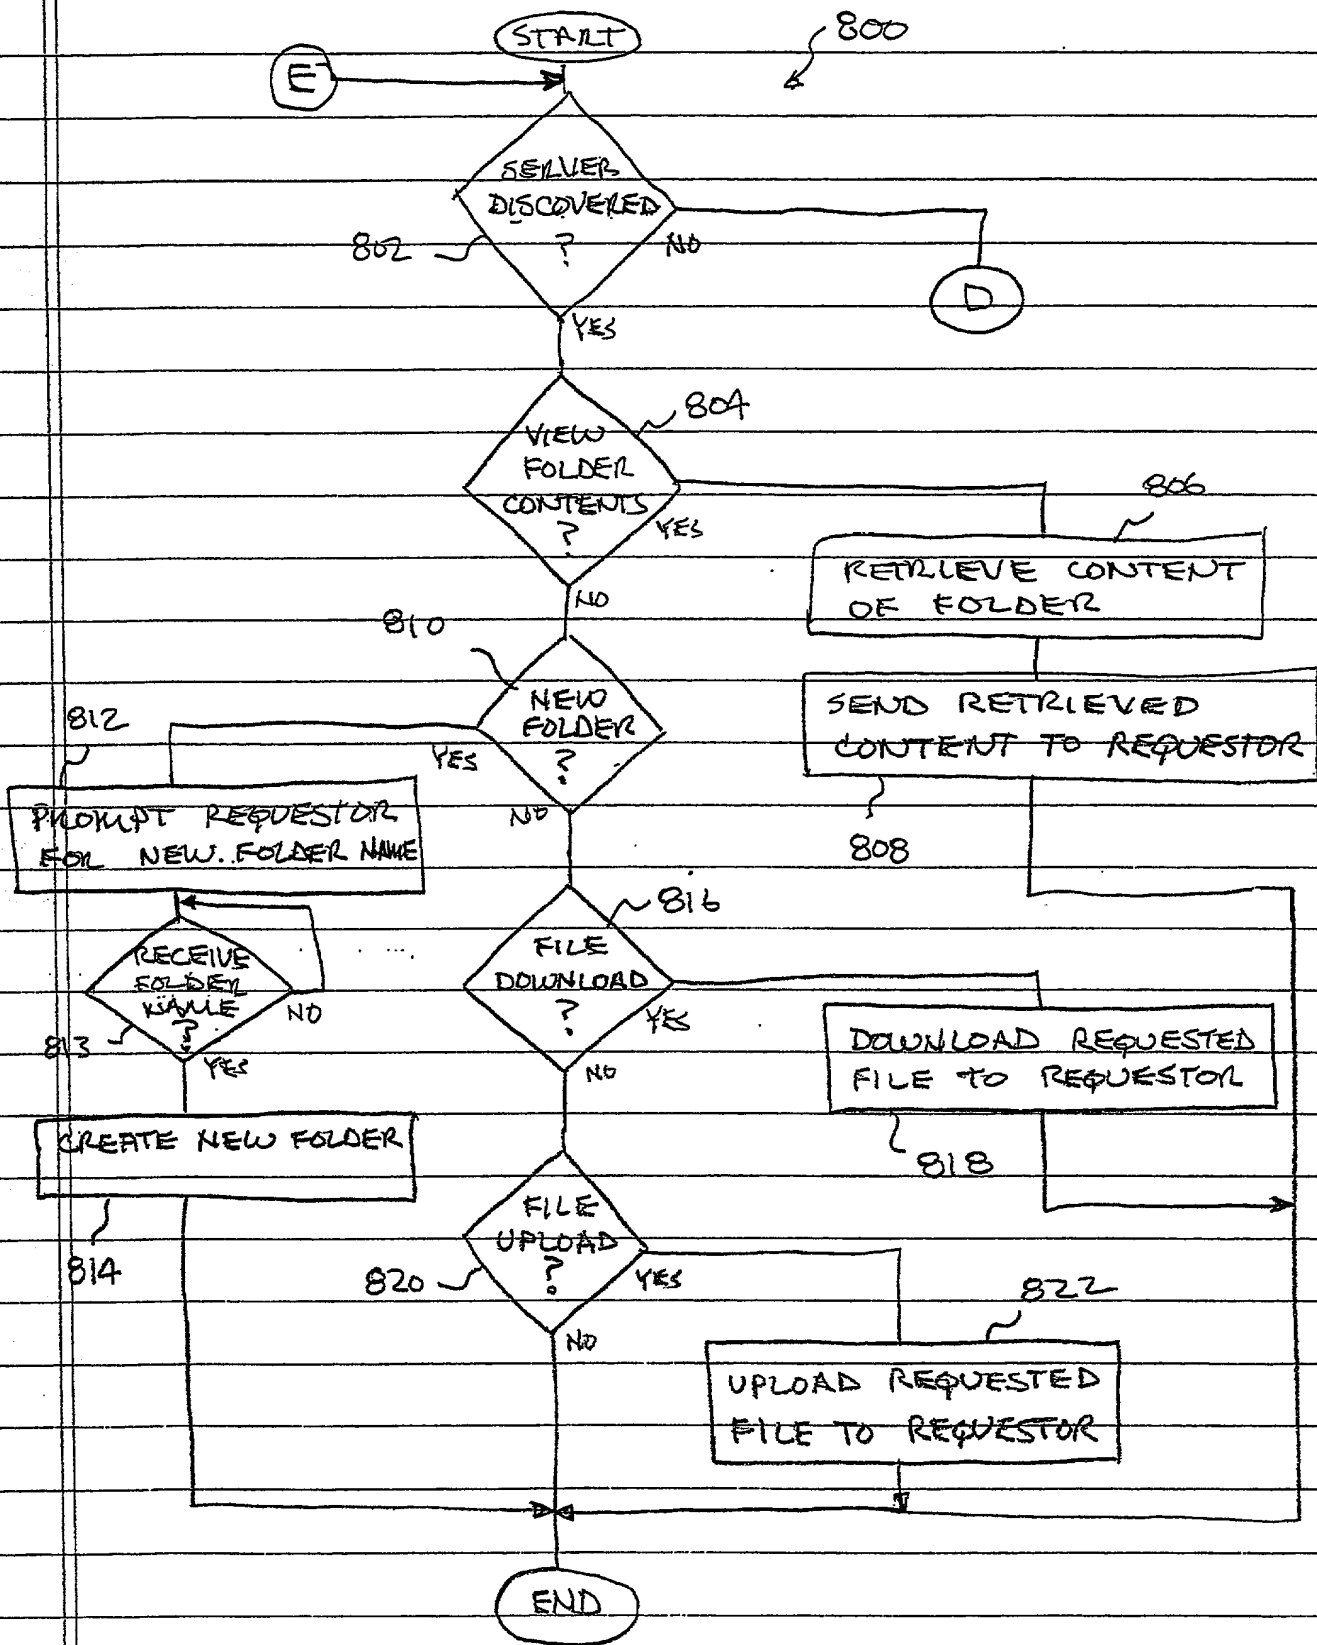 START
800
E
SERVER
DISCOVERED
?
802
NO
D
YES
804
VIEW
FOLDER
CONTENTS
?
YES
806
RETRIEVE CONTENT
OF FOLDER
NO
810
NEW
FOLDER
?
YES
NO
SEND RETRIEVED
CONTENT TO REQUESTOR
808
812
PROMPT REQUESTOR
FOR NEW FOLDER NAME
816
FILE
DOWNLOAD
?
YES
NO
RECEIVE
FOLDER
NAME
?
NO
813
YES
DOWNLOAD REQUESTED
FILE TO REQUESTOR
818
CREATE NEW FOLDER
814
FILE
UPLOAD
?
820
YES
NO
822
UPLOAD REQUESTED
FILE TO REQUESTOR
END